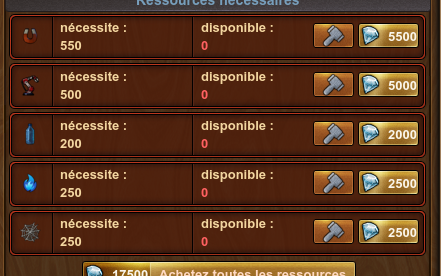 Ressources nécessaires
nécessite : disponible :
550 0 5500
nécessite : disponible :
500 0 5000
nécessite : disponible :
200 0 2000
nécessite : disponible :
250 0 2500
nécessite : disponible :
250 0 2500
17500 Achetez toutes les ressources